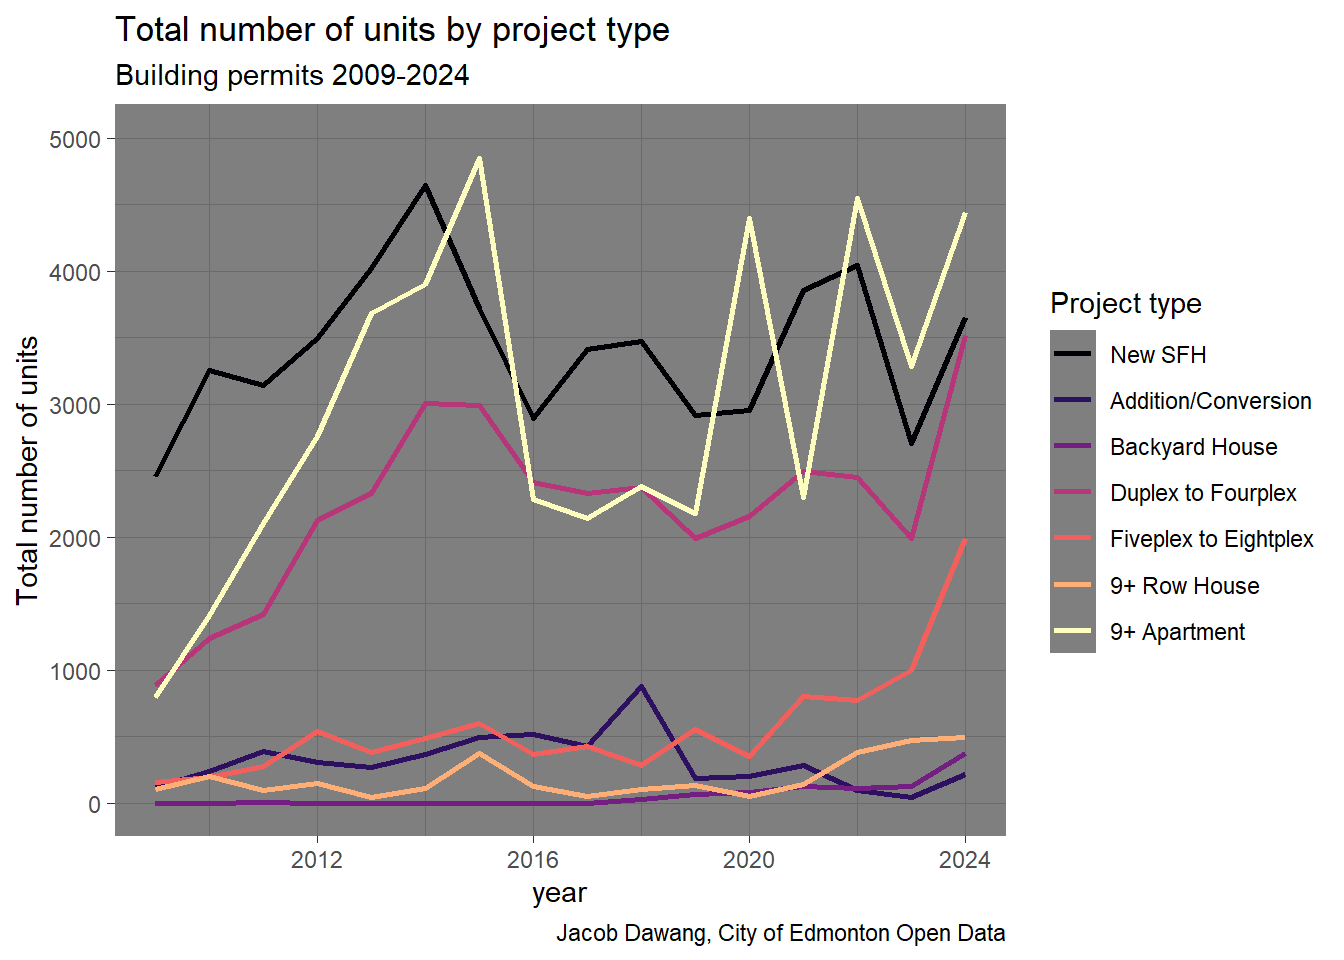 Total number of units by project type
Building permits 2009-2024
Total number of units
5000
4000
3000
2000
1000
0
2012
2016
2020
2024
year
Project type
New SFH
Addition/Conversion
Backyard House
Duplex to Fourplex
Fiveplex to Eightplex
9+ Row House
9+ Apartment
Jacob Dawang, City of Edmonton Open Data